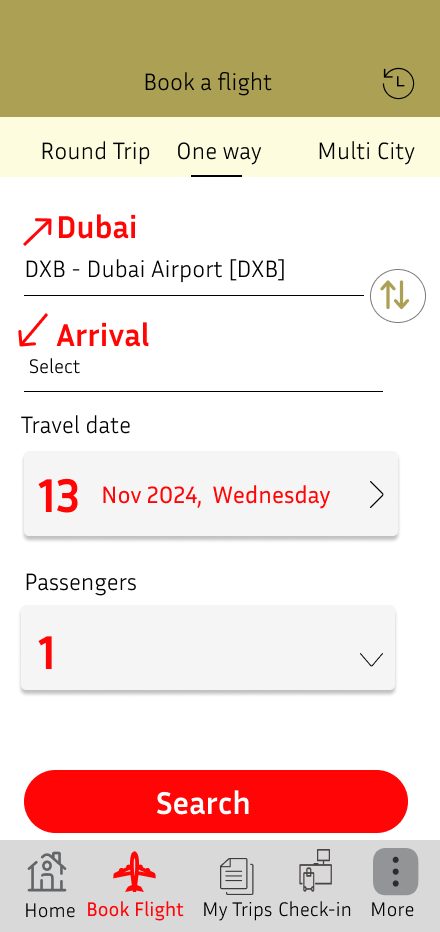 Book a flight
Round Trip One way Multi City
Dubai
DXB - Dubai Airport [DXB]
Arrival
Select
Travel date
13 Nov 2024, Wednesday
Passengers
1
Search
Home Book Flight My Trips Check-in More